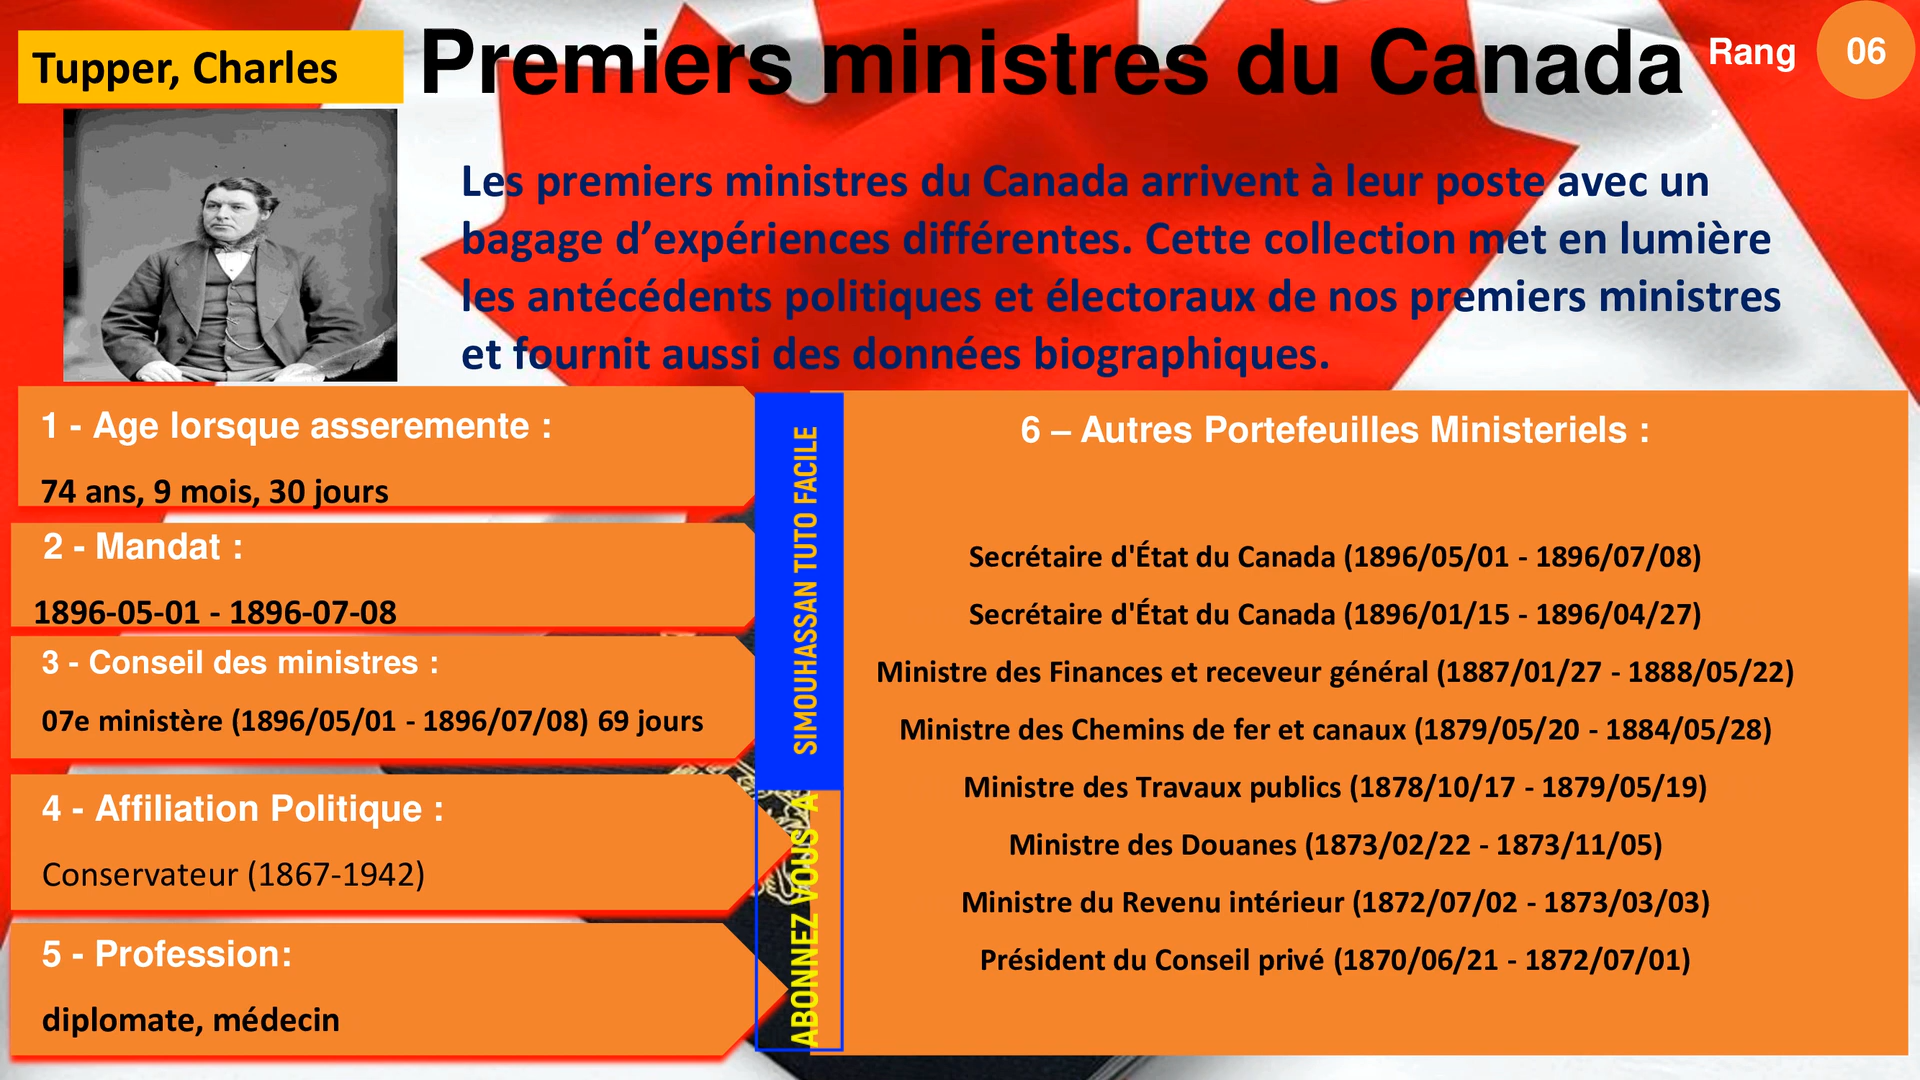 Tupper, Charles
Premiers ministres du Canada
Rang
06
Les premiers ministres du Canada arrivent à leur poste avec un
bagage d’expériences différentes. Cette collection met en lumière
les antécédents politiques et électoraux de nos premiers ministres
et fournit aussi des données biographiques.
1 - Age lorsque asseremente :
74 ans, 9 mois, 30 jours
2 - Mandat :
1896-05-01 - 1896-07-08
3 - Conseil des ministres :
07e ministère (1896/05/01 - 1896/07/08) 69 jours
4 - Affiliation Politique :
Conservateur (1867-1942)
5 - Profession:
diplomate, médecin
ABONNEZ VOUS A
SIMOUHASSAN TUTO FACILE
6 – Autres Portefeuilles Ministeriels :
Secrétaire d'État du Canada (1896/05/01 - 1896/07/08)
Secrétaire d'État du Canada (1896/01/15 - 1896/04/27)
Ministre des Finances et receveur général (1887/01/27 - 1888/05/22)
Ministre des Chemins de fer et canaux (1879/05/20 - 1884/05/28)
Ministre des Travaux publics (1878/10/17 - 1879/05/19)
Ministre des Douanes (1873/02/22 - 1873/11/05)
Ministre du Revenu intérieur (1872/07/02 - 1873/03/03)
Président du Conseil privé (1870/06/21 - 1872/07/01)